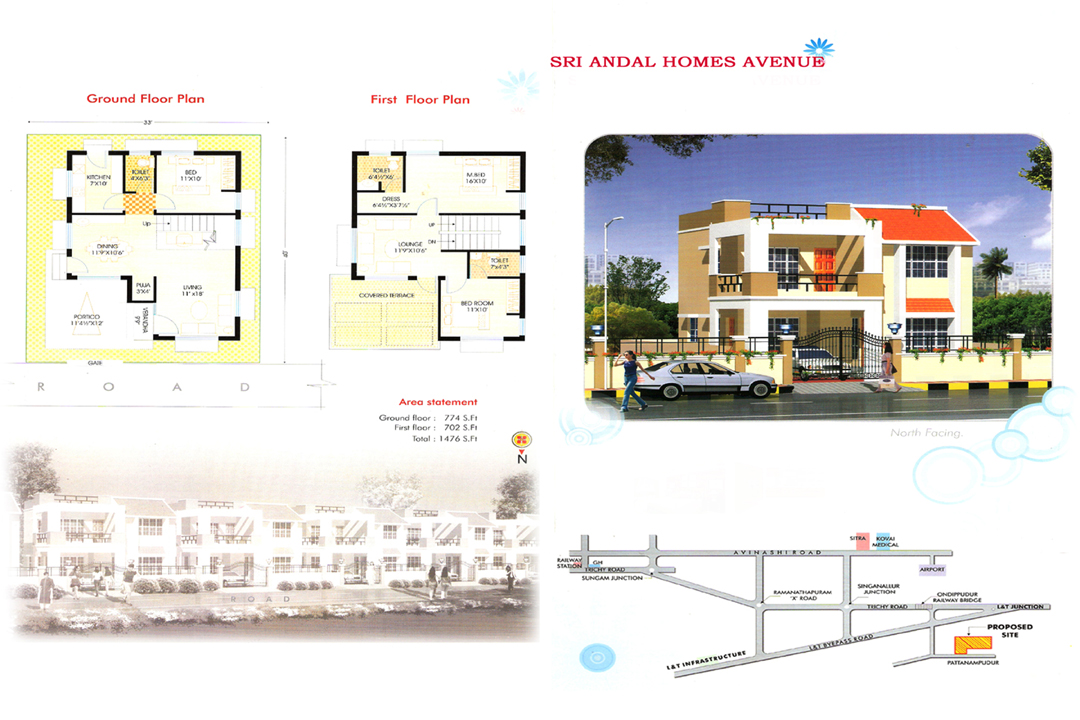 SRI ANDAL HOMES AVENUE
Ground Floor Plan
33'
KITCHEN
7'X10'
TOILET
4'X6'3"
BED
11'X10'
UP
DINING
11'9"X10'6"
PUJA
3'X4'
LIVING
11" x18'
PORTICO
11'4½"X12'
VERANDHA
GATE
R O A D
First Floor Plan
TOILET
6'4½"X6'
M.BED
16'X10'
DRESS
6'4½"X3'7½"
UP
DN
LOUNGE
11'9"X10'6"
TOILET
7'x4'3"
COVERED TERRACE
BED ROOM
11'X10'
Area statement
Ground floor : 774 S.Ft
First floor : 702 S.Ft
Total : 1476 S.Ft
N
R O A D
North Facing.
SITRA
KOVAI
MEDICAL
AVINASHI ROAD
RAILWAY
STATION
GH
TRICHY ROAD
SUNGAM JUNCTION
AIRPORT
RAMANATHAPURAM
'X' ROAD
SINGANALLUR
JUNCTION
TRICHY ROAD
ONDIPPUDUR
RAILWAY BRIDGE
L&T JUNCTION
L&T BYEPASS ROAD
L&T INFRASTRUCTURE
PROPOSED
SITE
PATTANAMPUDUR